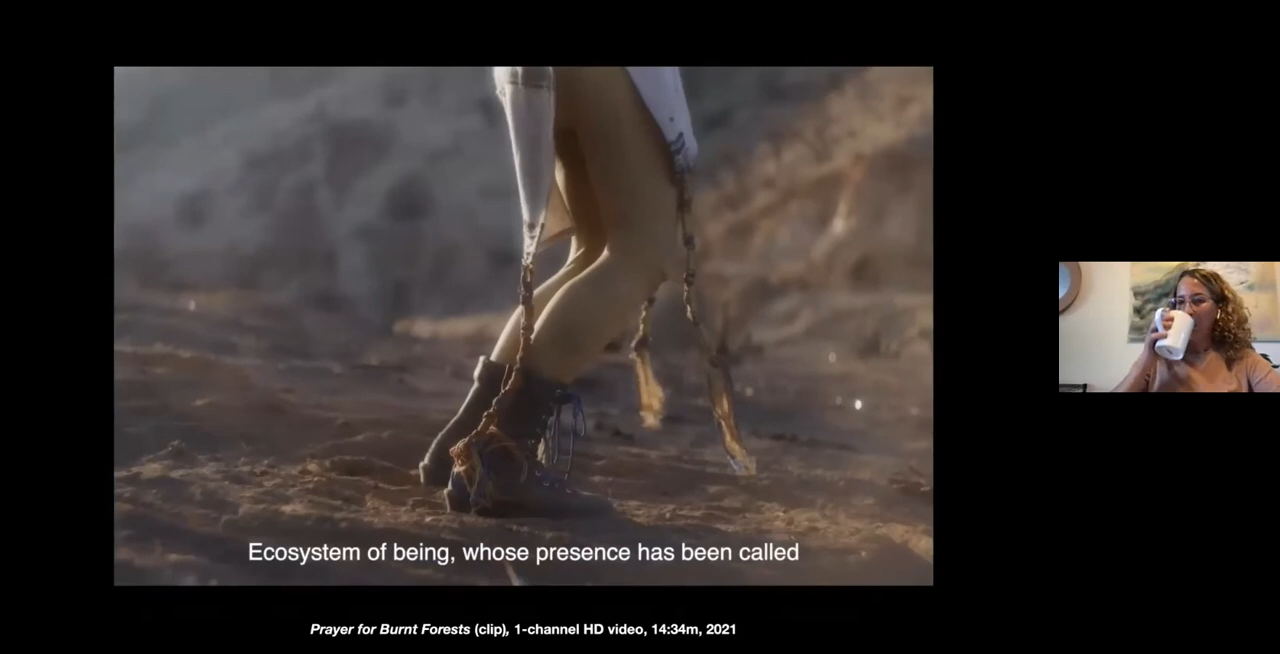 Ecosystem of being, whose presence has been called
Prayer for Burnt Forests (clip), 1-channel HD video, 14:34m, 2021